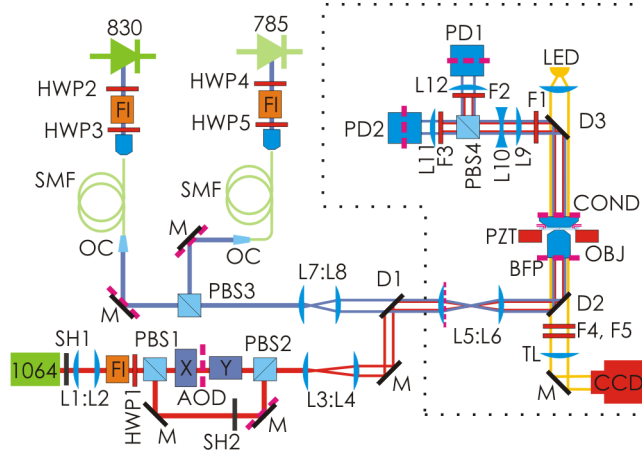 830
785
PD1
LED
HWP2
HWP4
FI
FI
L12
F2
F1
D3
HWP3
HWP5
PD2
L11
F3
PBS4
L10
L9
SMF
SMF
COND
M
OC
OC
PZT
OBJ
BFP
PBS3
L7:L8
D1
M
D2
L5:L6
F4, F5
SH1
PBS1
PBS2
TL
1064
FI
X
Y
M
M
CCD
L1:L2
HWP1
AOD
L3:L4
M
SH2
M